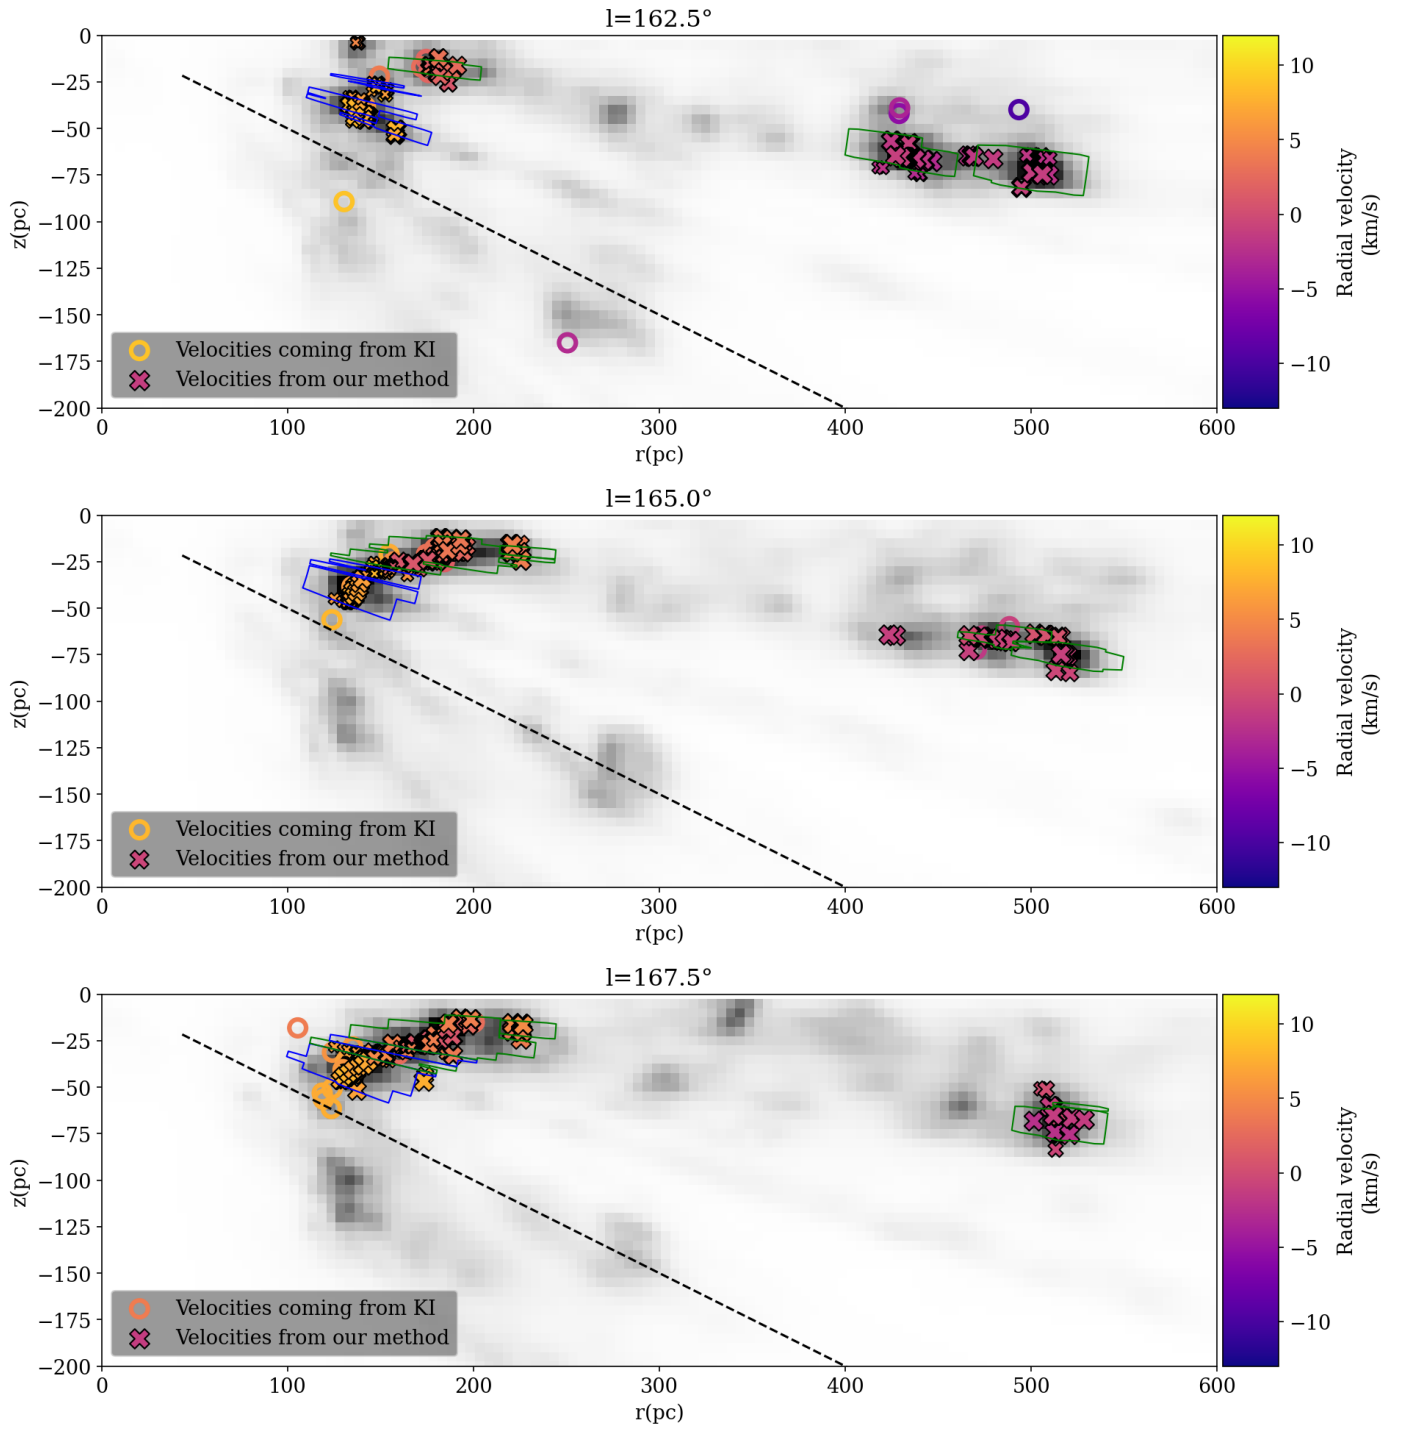 l=162.5°
0
−25
−50
−75
−100
−125
−150
−175
−200
z(pc)
Velocities coming from KI
Velocities from our method
0 100 200 300 400 500 600
r(pc)
10
5
0
−5
−10
Radial velocity
(km/s)
l=165.0°
0
−25
−50
−75
−100
−125
−150
−175
−200
z(pc)
Velocities coming from KI
Velocities from our method
0 100 200 300 400 500 600
r(pc)
10
5
0
−5
−10
Radial velocity
(km/s)
l=167.5°
0
−25
−50
−75
−100
−125
−150
−175
−200
z(pc)
Velocities coming from KI
Velocities from our method
0 100 200 300 400 500 600
r(pc)
10
5
0
−5
−10
Radial velocity
(km/s)